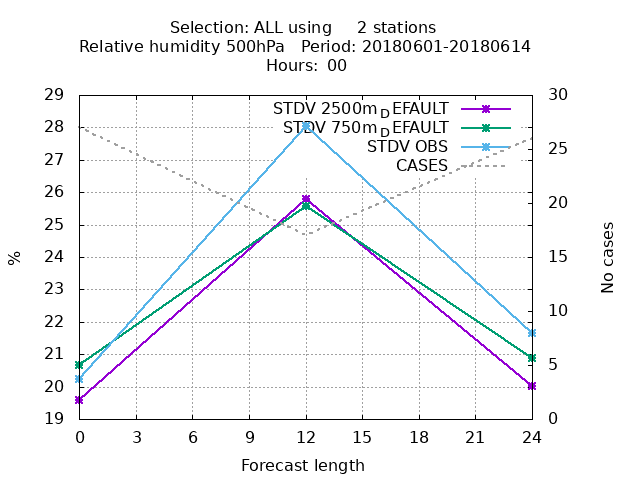 Selection: ALL using 2 stations
Relative humidity 500hPa Period: 20180601-20180614
Hours: 00
STDV 2500m_DEFAULT
STDV 750m_DEFAULT
STDV OBS
CASES
29
28
27
26
25
24
23
22
21
20
19
%
30
25
20
15
10
5
0
No cases
0 3 6 9 12 15 18 21 24
Forecast length